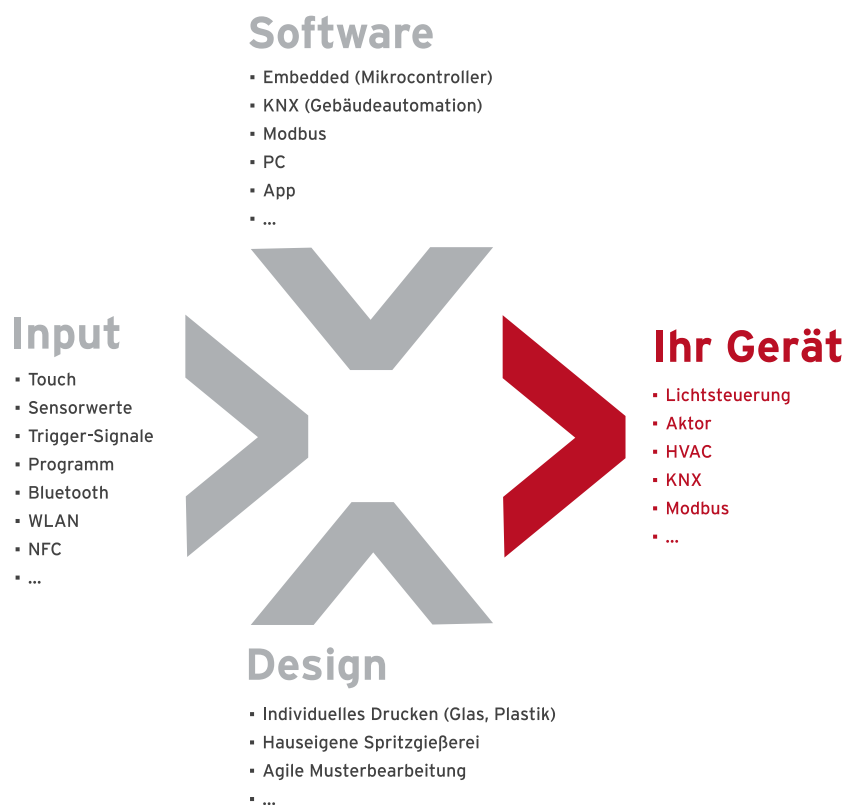 Software
▪ Embedded (Mikrocontroller)
▪ KNX (Gebäudeautomation)
▪ Modbus
▪ PC
▪ App
▪ ...
Input
▪ Touch
▪ Sensorwerte
▪ Trigger-Signale
▪ Programm
▪ Bluetooth
▪ WLAN
▪ NFC
▪ ...
Ihr Gerät
▪ Lichtsteuerung
▪ Aktor
▪ HVAC
▪ KNX
▪ Modbus
▪ ...
Design
▪ Individuelles Drucken (Glas, Plastik)
▪ Hauseigene Spritzgießerei
▪ Agile Musterbearbeitung
▪ ...